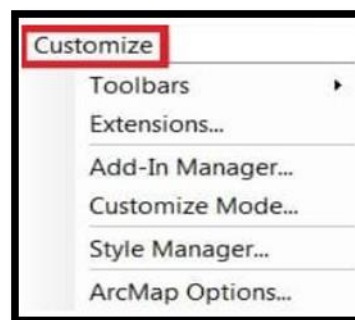 Customize
Toolbars
Extensions...
Add-In Manager...
Customize Mode...
Style Manager...
ArcMap Options...